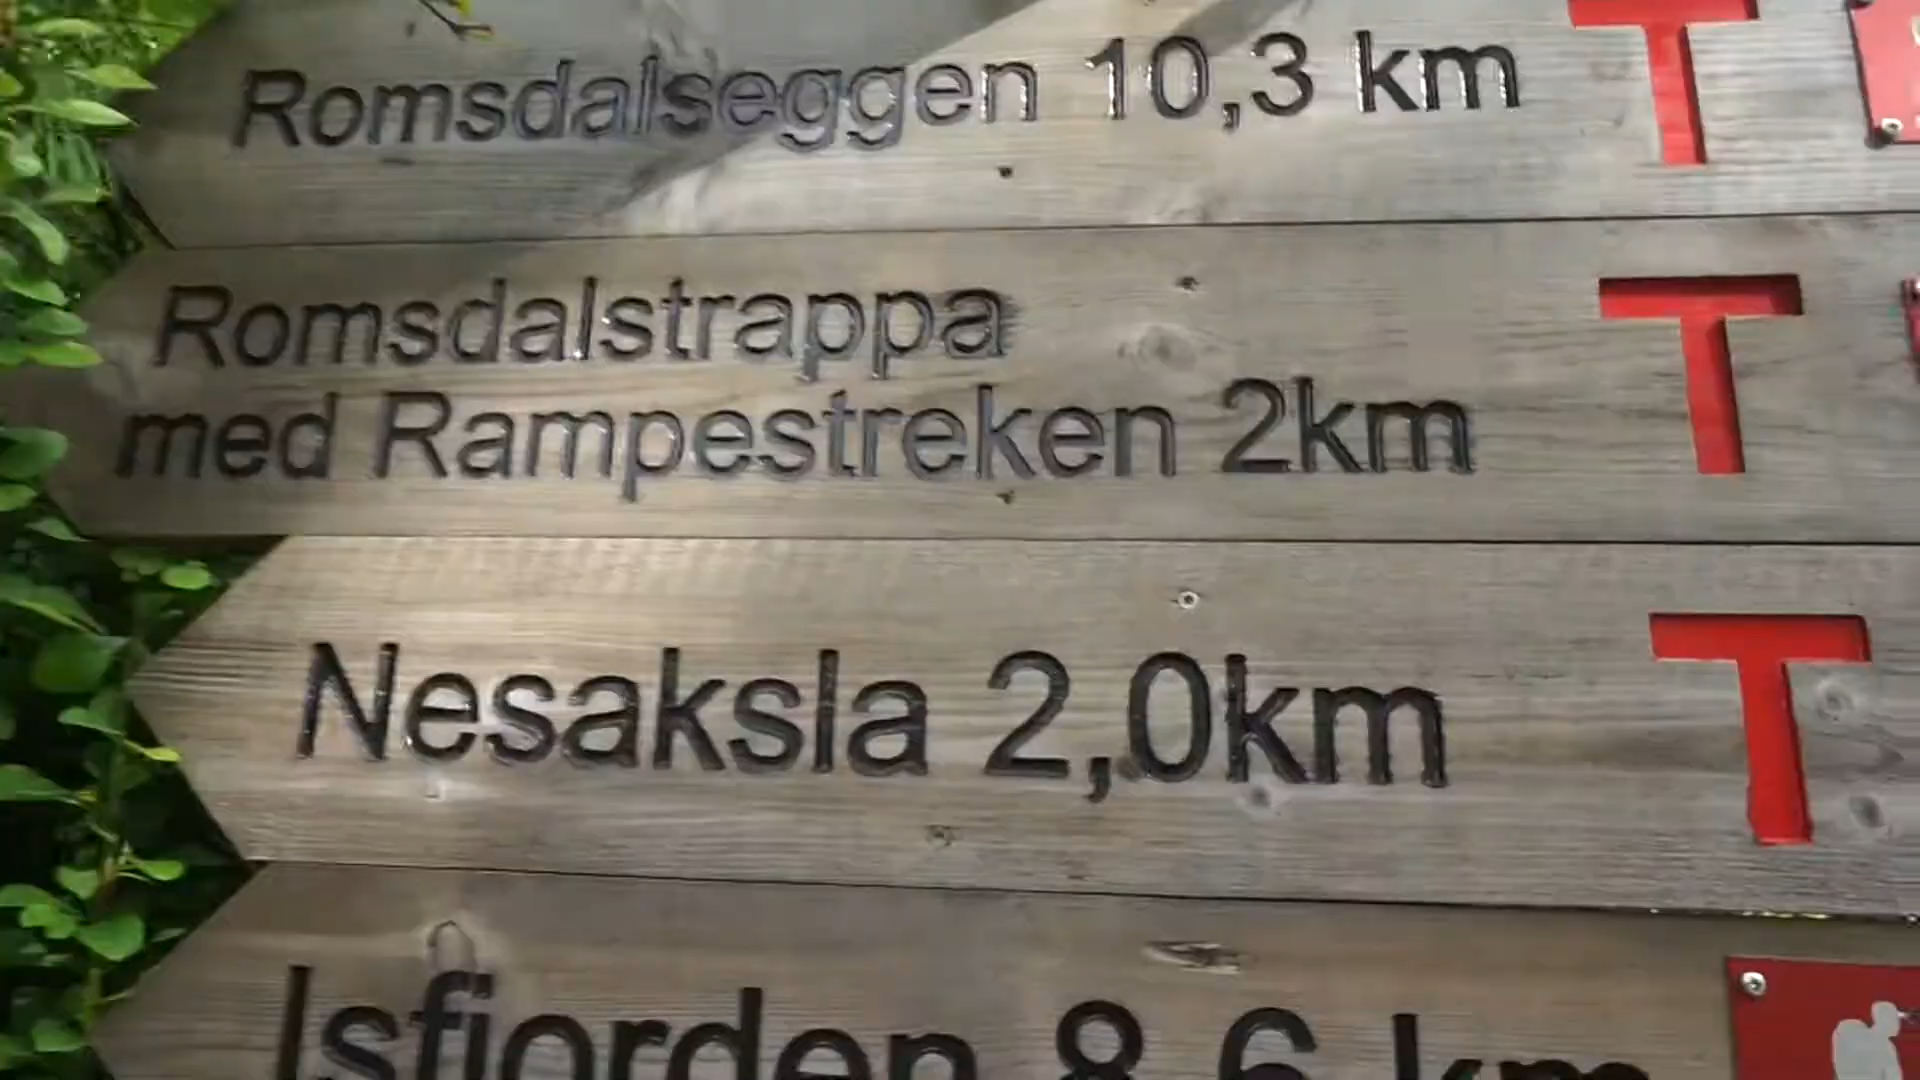 Romsdalseggen 10,3 km T
Romsdalstrappa
med Rampestreken 2km T
Nesaksla 2,0km T
Isfjorden 8,6 km